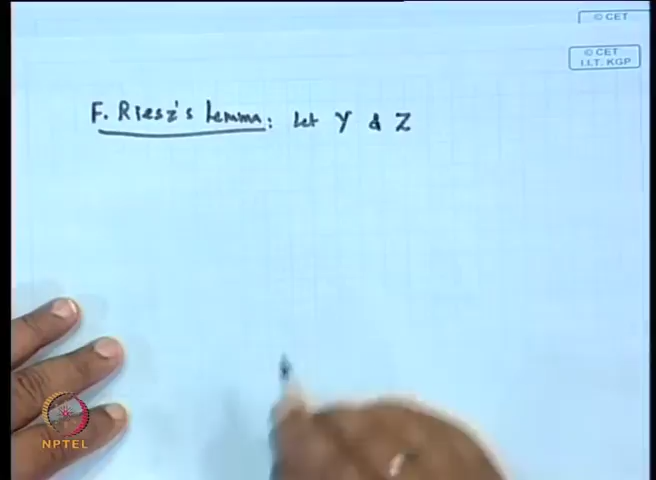 © CET
© CET
I.I.T. KGP
F. Riesz's Lemma: Let Y & Z
NPTEL